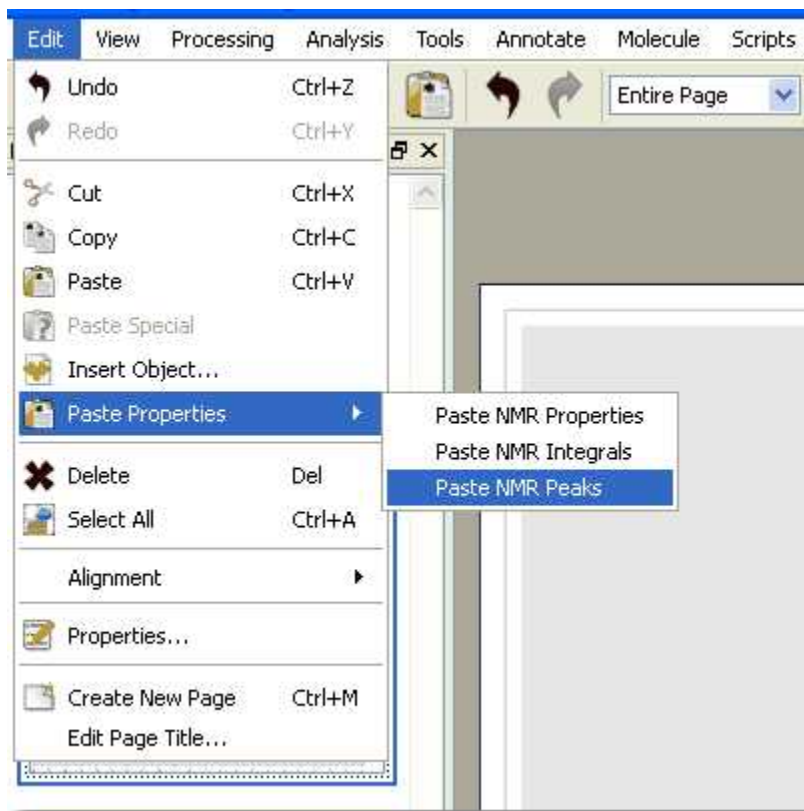 Edit View Processing Analysis Tools Annotate Molecule Scripts
Undo Ctrl+Z
Entire Page
Redo Ctrl+Y
Cut Ctrl+X
Copy Ctrl+C
Paste Ctrl+V
Paste Special
Insert Object...
Paste Properties
Paste NMR Properties
Paste NMR Integrals
Paste NMR Peaks
Delete Del
Select All Ctrl+A
Alignment
Properties...
Create New Page Ctrl+M
Edit Page Title...